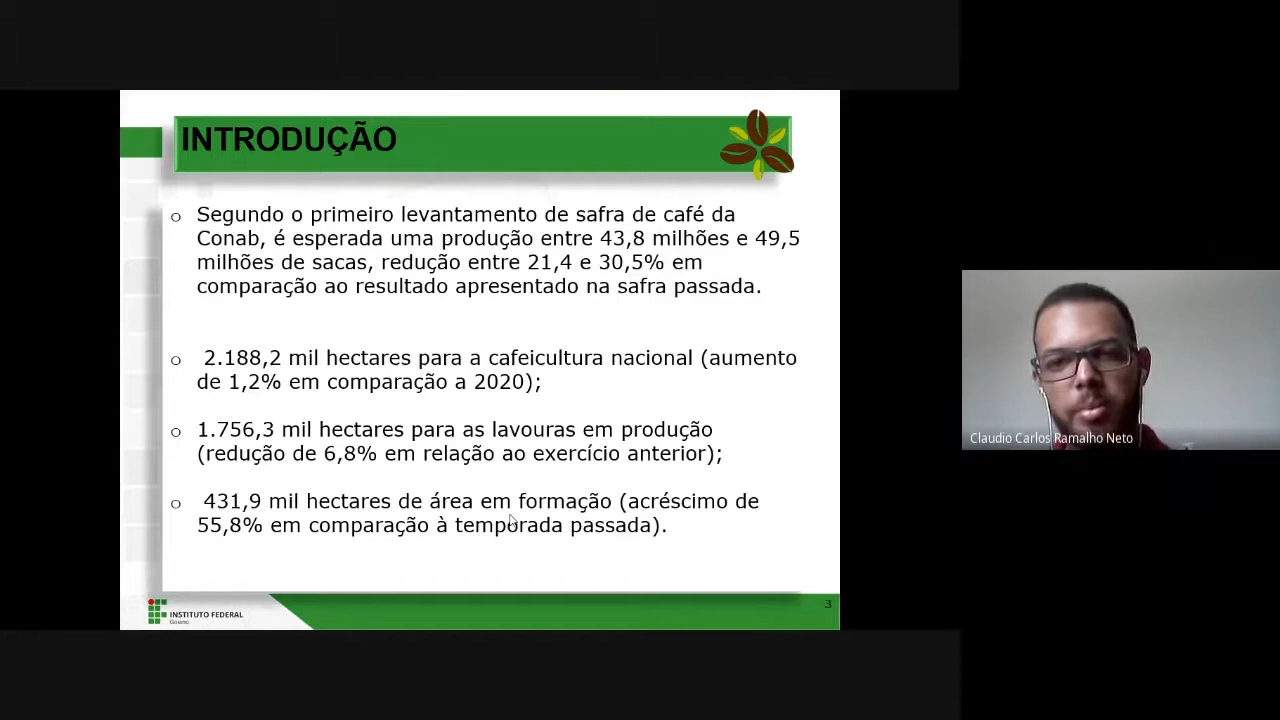 INTRODUÇÃO
o Segundo o primeiro levantamento de safra de café da
Conab, é esperada uma produção entre 43,8 milhões e 49,5
milhões de sacas, redução entre 21,4 e 30,5% em
comparação ao resultado apresentado na safra passada.
o 2.188,2 mil hectares para a cafeicultura nacional (aumento
de 1,2% em comparação a 2020);
o 1.756,3 mil hectares para as lavouras em produção
(redução de 6,8% em relação ao exercício anterior);
o 431,9 mil hectares de área em formação (acréscimo de
55,8% em comparação à temporada passada).
INSTITUTO FEDERAL
Goiano
3
Claudio Carlos Ramalho Neto